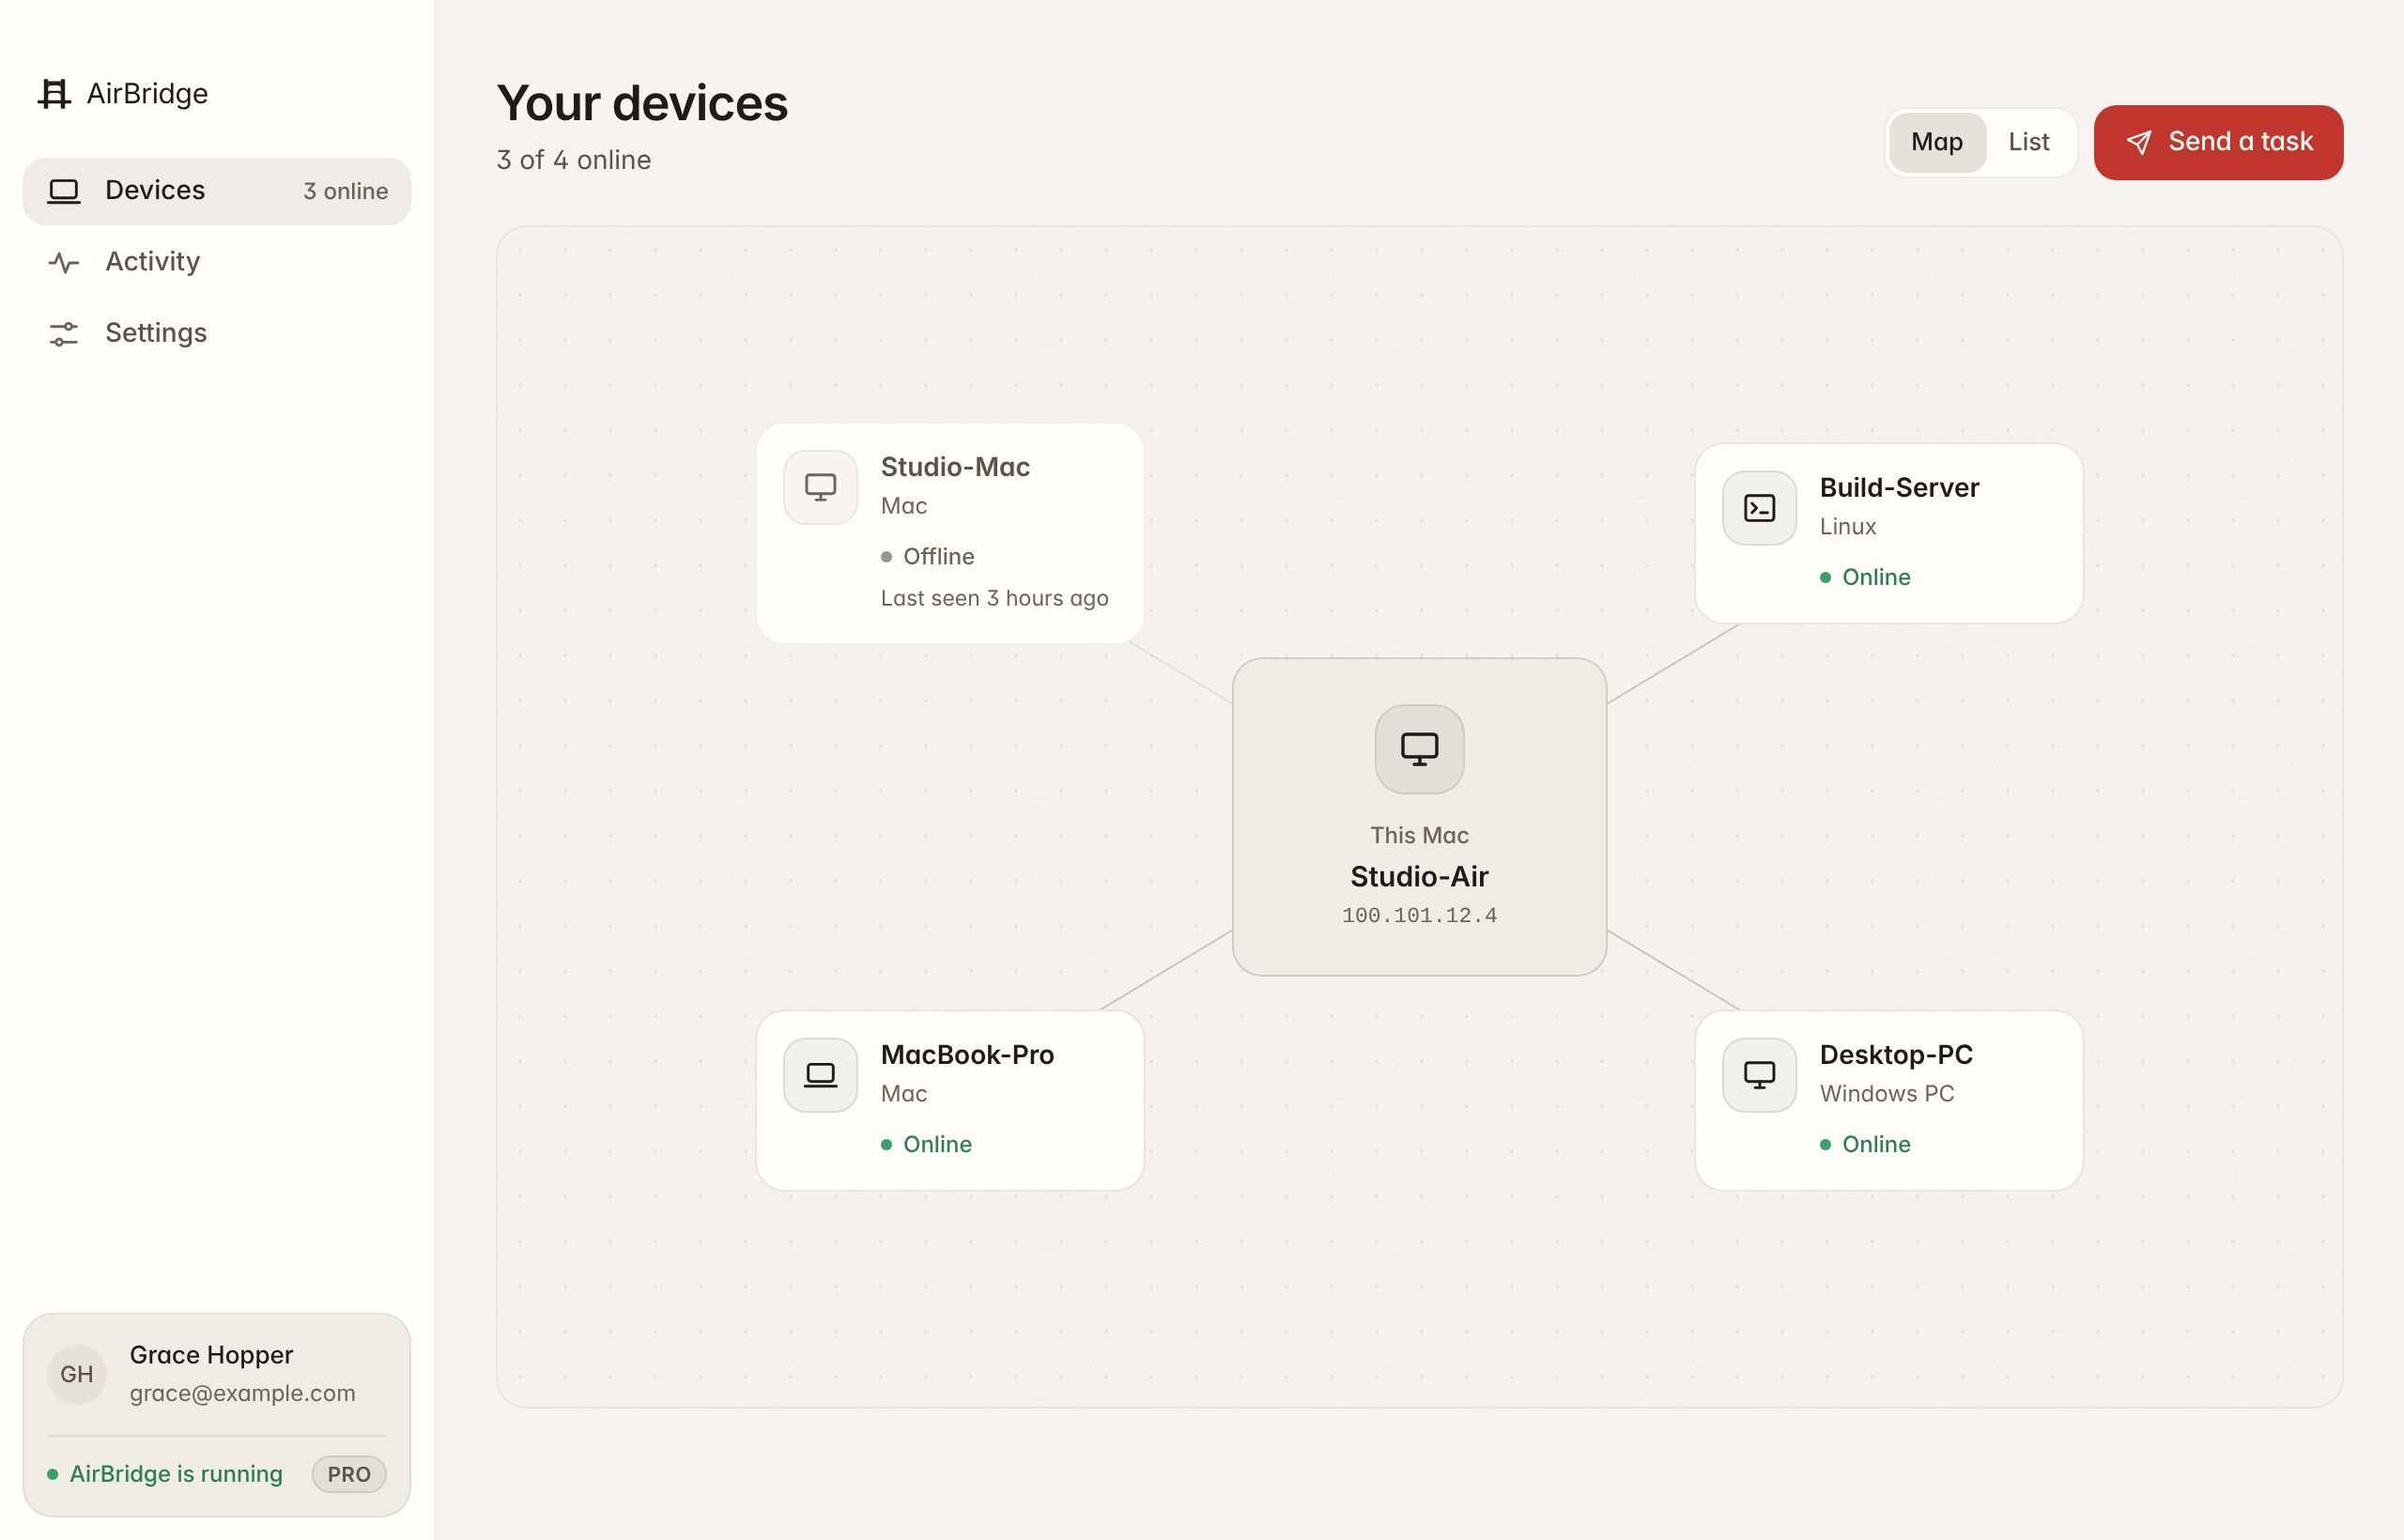 AirBridge
Devices
3 online
Activity
Settings
Grace Hopper
GH
grace@example.com
AirBridge is running
PRO
Your devices
3 of 4 online
Map
List
Send a task
Studio-Mac
Mac
Offline
Last seen 3 hours ago
Build-Server
Linux
Online
This Mac
Studio-Air
100.101.12.4
MacBook-Pro
Mac
Online
Desktop-PC
Windows PC
Online